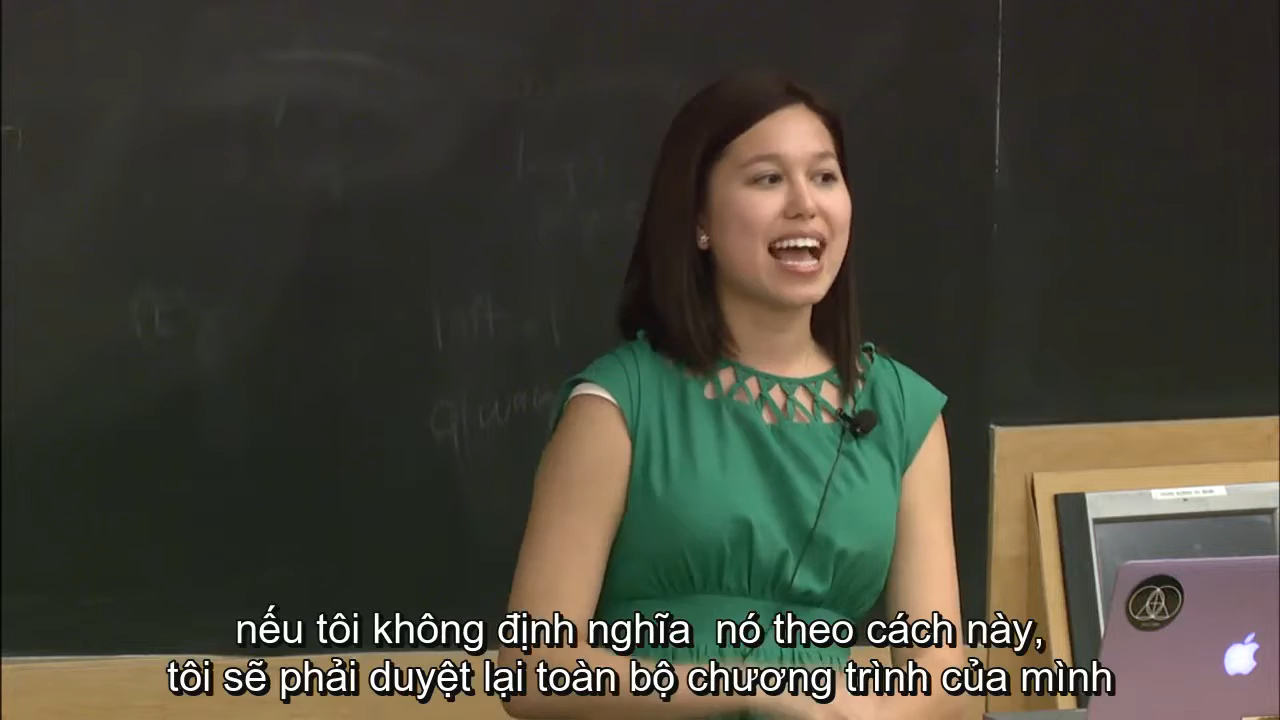 nếu tôi không định nghĩa  nó theo cách này,
tôi sẽ phải duyệt lại toàn bộ chương trình của mình